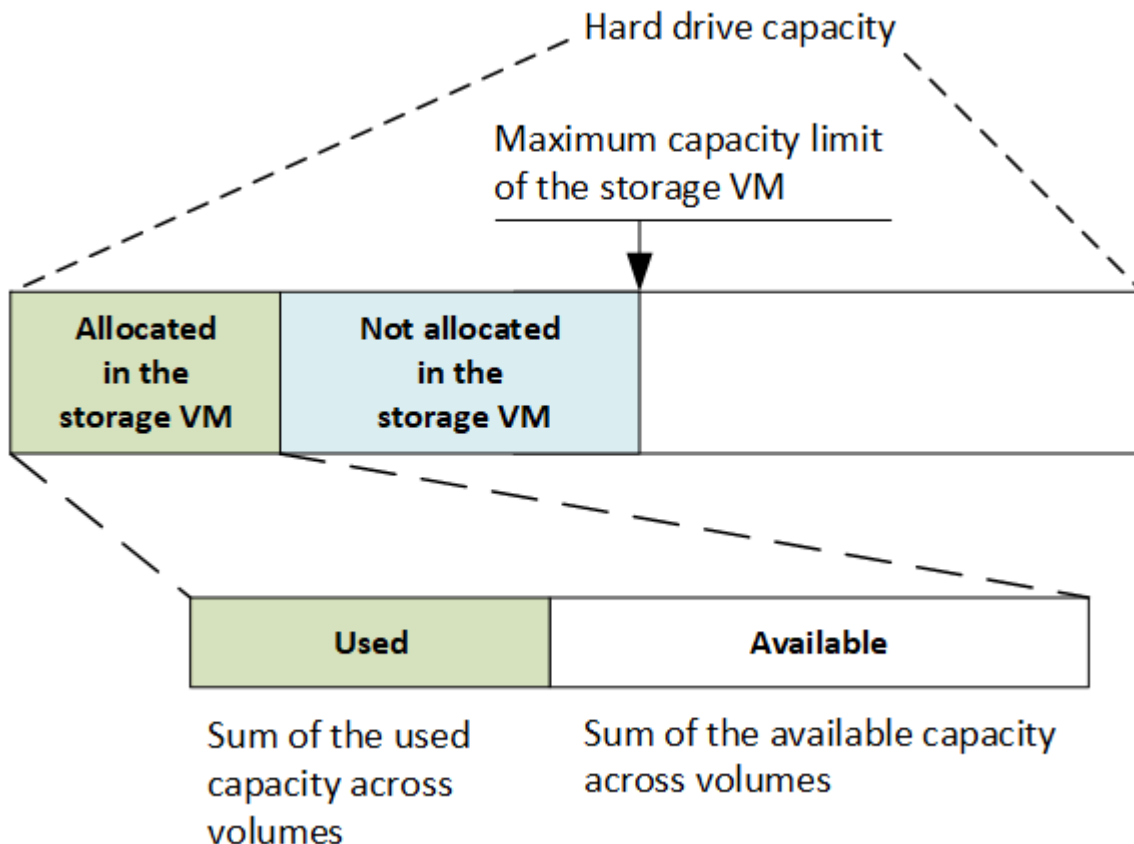 Hard drive capacity
Maximum capacity limit
of the storage VM
Allocated
in the
storage VM
Not allocated
in the
storage VM
Used
Available
Sum of the used
capacity across
volumes
Sum of the available capacity
across volumes